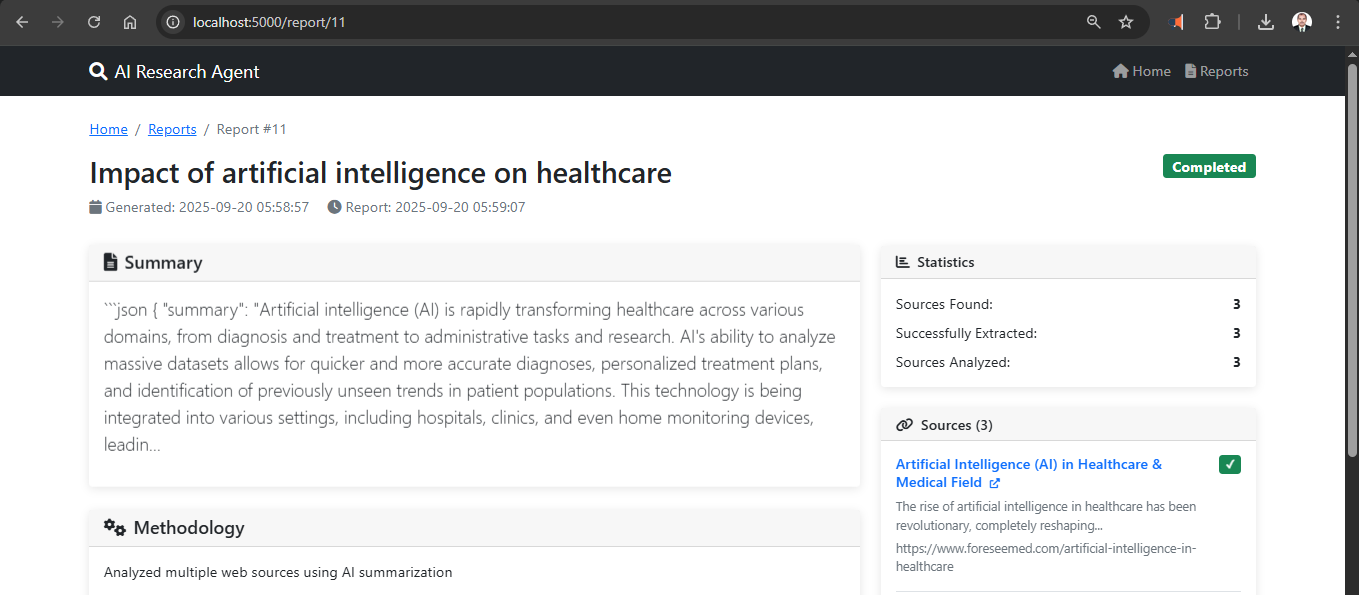 localhost:5000/report/11
AI Research Agent
Home
Reports
Home / Reports / Report #11
Impact of artificial intelligence on healthcare
Completed
Generated: 2025-09-20 05:58:57
Report: 2025-09-20 05:59:07
Summary
```json { "summary": "Artificial intelligence (AI) is rapidly transforming healthcare across various
domains, from diagnosis and treatment to administrative tasks and research. AI's ability to analyze
massive datasets allows for quicker and more accurate diagnoses, personalized treatment plans,
and identification of previously unseen trends in patient populations. This technology is being
integrated into various settings, including hospitals, clinics, and even home monitoring devices,
leadin...
Methodology
Analyzed multiple web sources using AI summarization
Statistics
Sources Found: 3
Successfully Extracted: 3
Sources Analyzed: 3
Sources (3)
Artificial Intelligence (AI) in Healthcare &
Medical Field
The rise of artificial intelligence in healthcare has been
revolutionary, completely reshaping...
https://www.foreseemed.com/artificial-intelligence-in-
healthcare